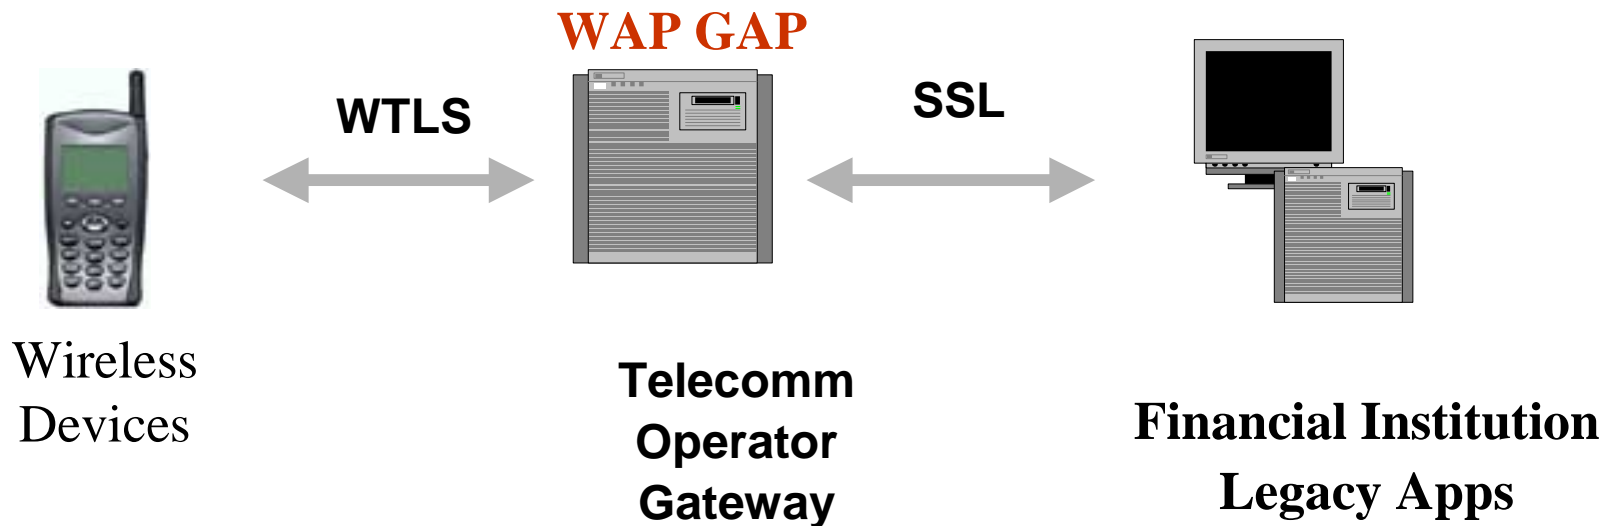 WAP GAP
WTLS
SSL
Wireless
Devices
Telecomm
Operator
Gateway
Financial Institution
Legacy Apps